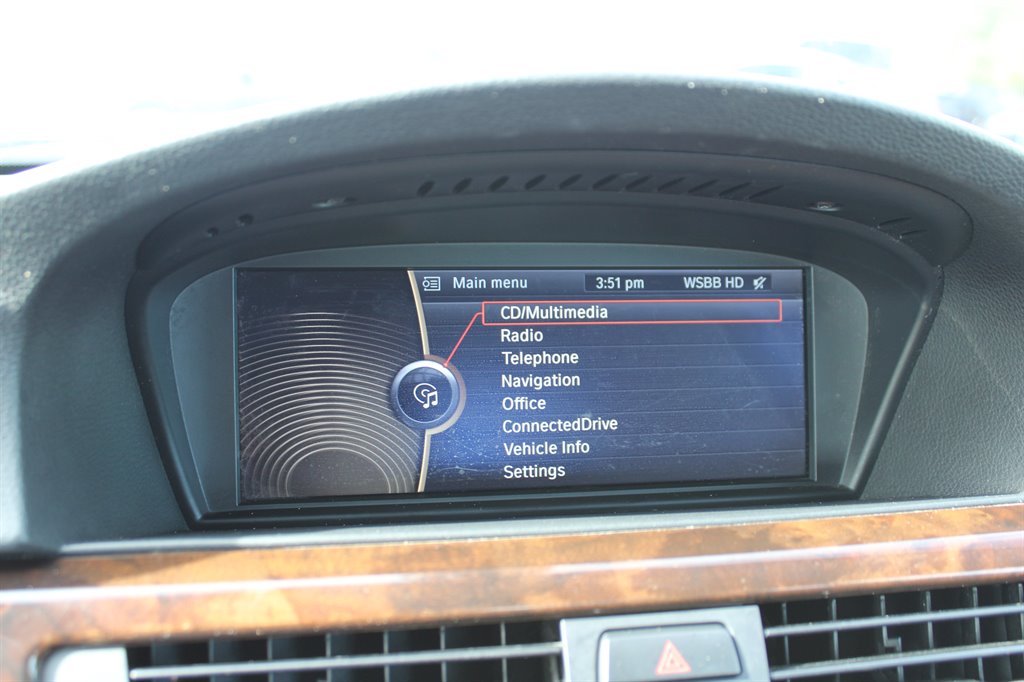 Main menu 3:51 pm WSBB HD
CD/Multimedia
Radio
Telephone
Navigation
Office
ConnectedDrive
Vehicle Info
Settings